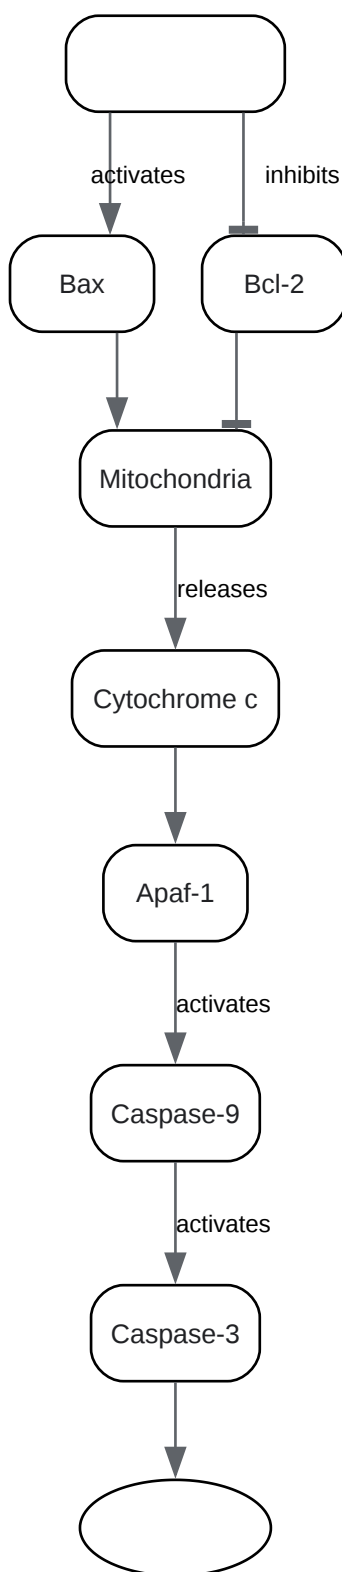 activates
inhibits
Bax
Bcl-2
Mitochondria
releases
Cytochrome c
Apaf-1
activates
Caspase-9
activates
Caspase-3